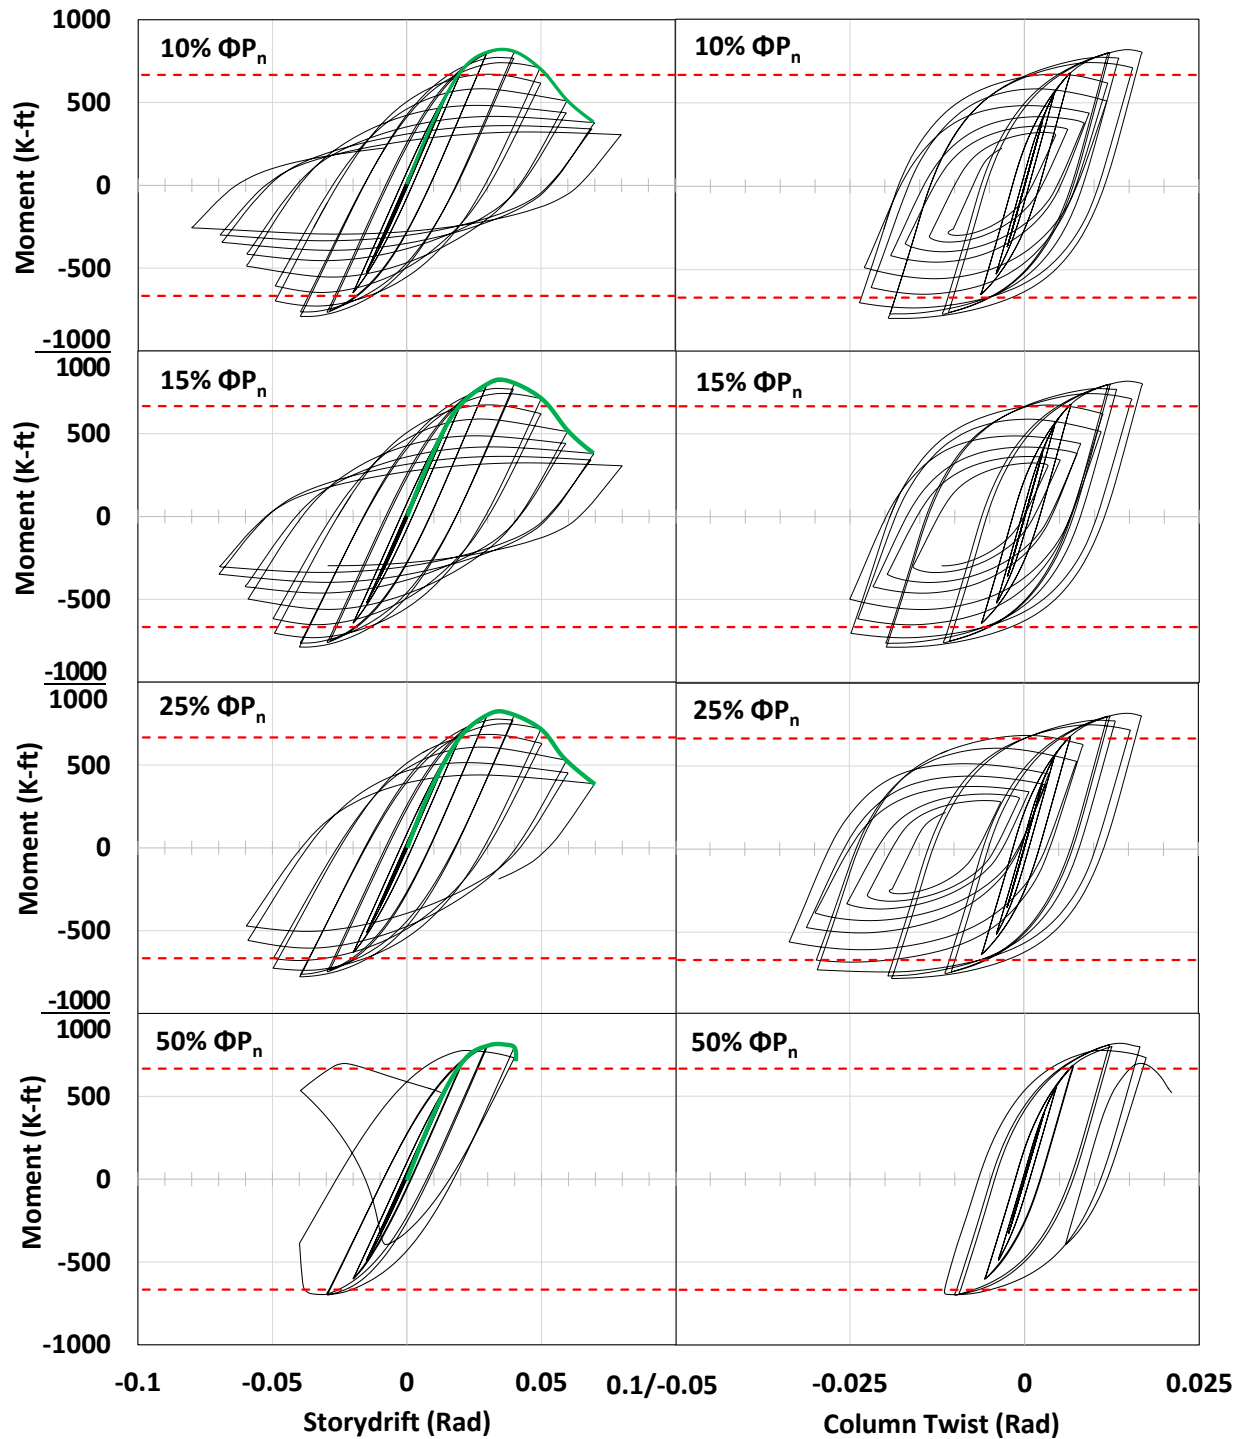 1000
10% ΦPn
10% ΦPn
500
Moment (K-ft)
0
-500
-1000
1000
15% ΦPn
15% ΦPn
500
Moment (K-ft)
0
-500
-1000
1000
25% ΦPn
25% ΦPn
500
Moment (K-ft)
0
-500
-1000
1000
50% ΦPn
50% ΦPn
500
Moment (K-ft)
0
-500
-1000
-0.1 -0.05 0 0.05 0.1/-0.05 -0.025 0 0.025
Storydrift (Rad) Column Twist (Rad)